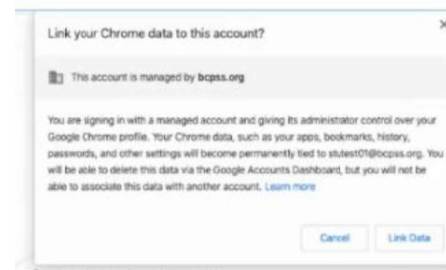 Link your Chrome data to this account?
This account is managed by bcpss.org
You are signing in with a managed account and giving its administrator control over your
Google Chrome profile. Your Chrome data, such as your apps, bookmarks, history,
passwords, and other settings will become permanently tied to stutest01@bcpss.org. You
will be able to delete this data via the Google Accounts Dashboard, but you will not be
able to associate this data with another account. Learn more
Cancel
Link Data